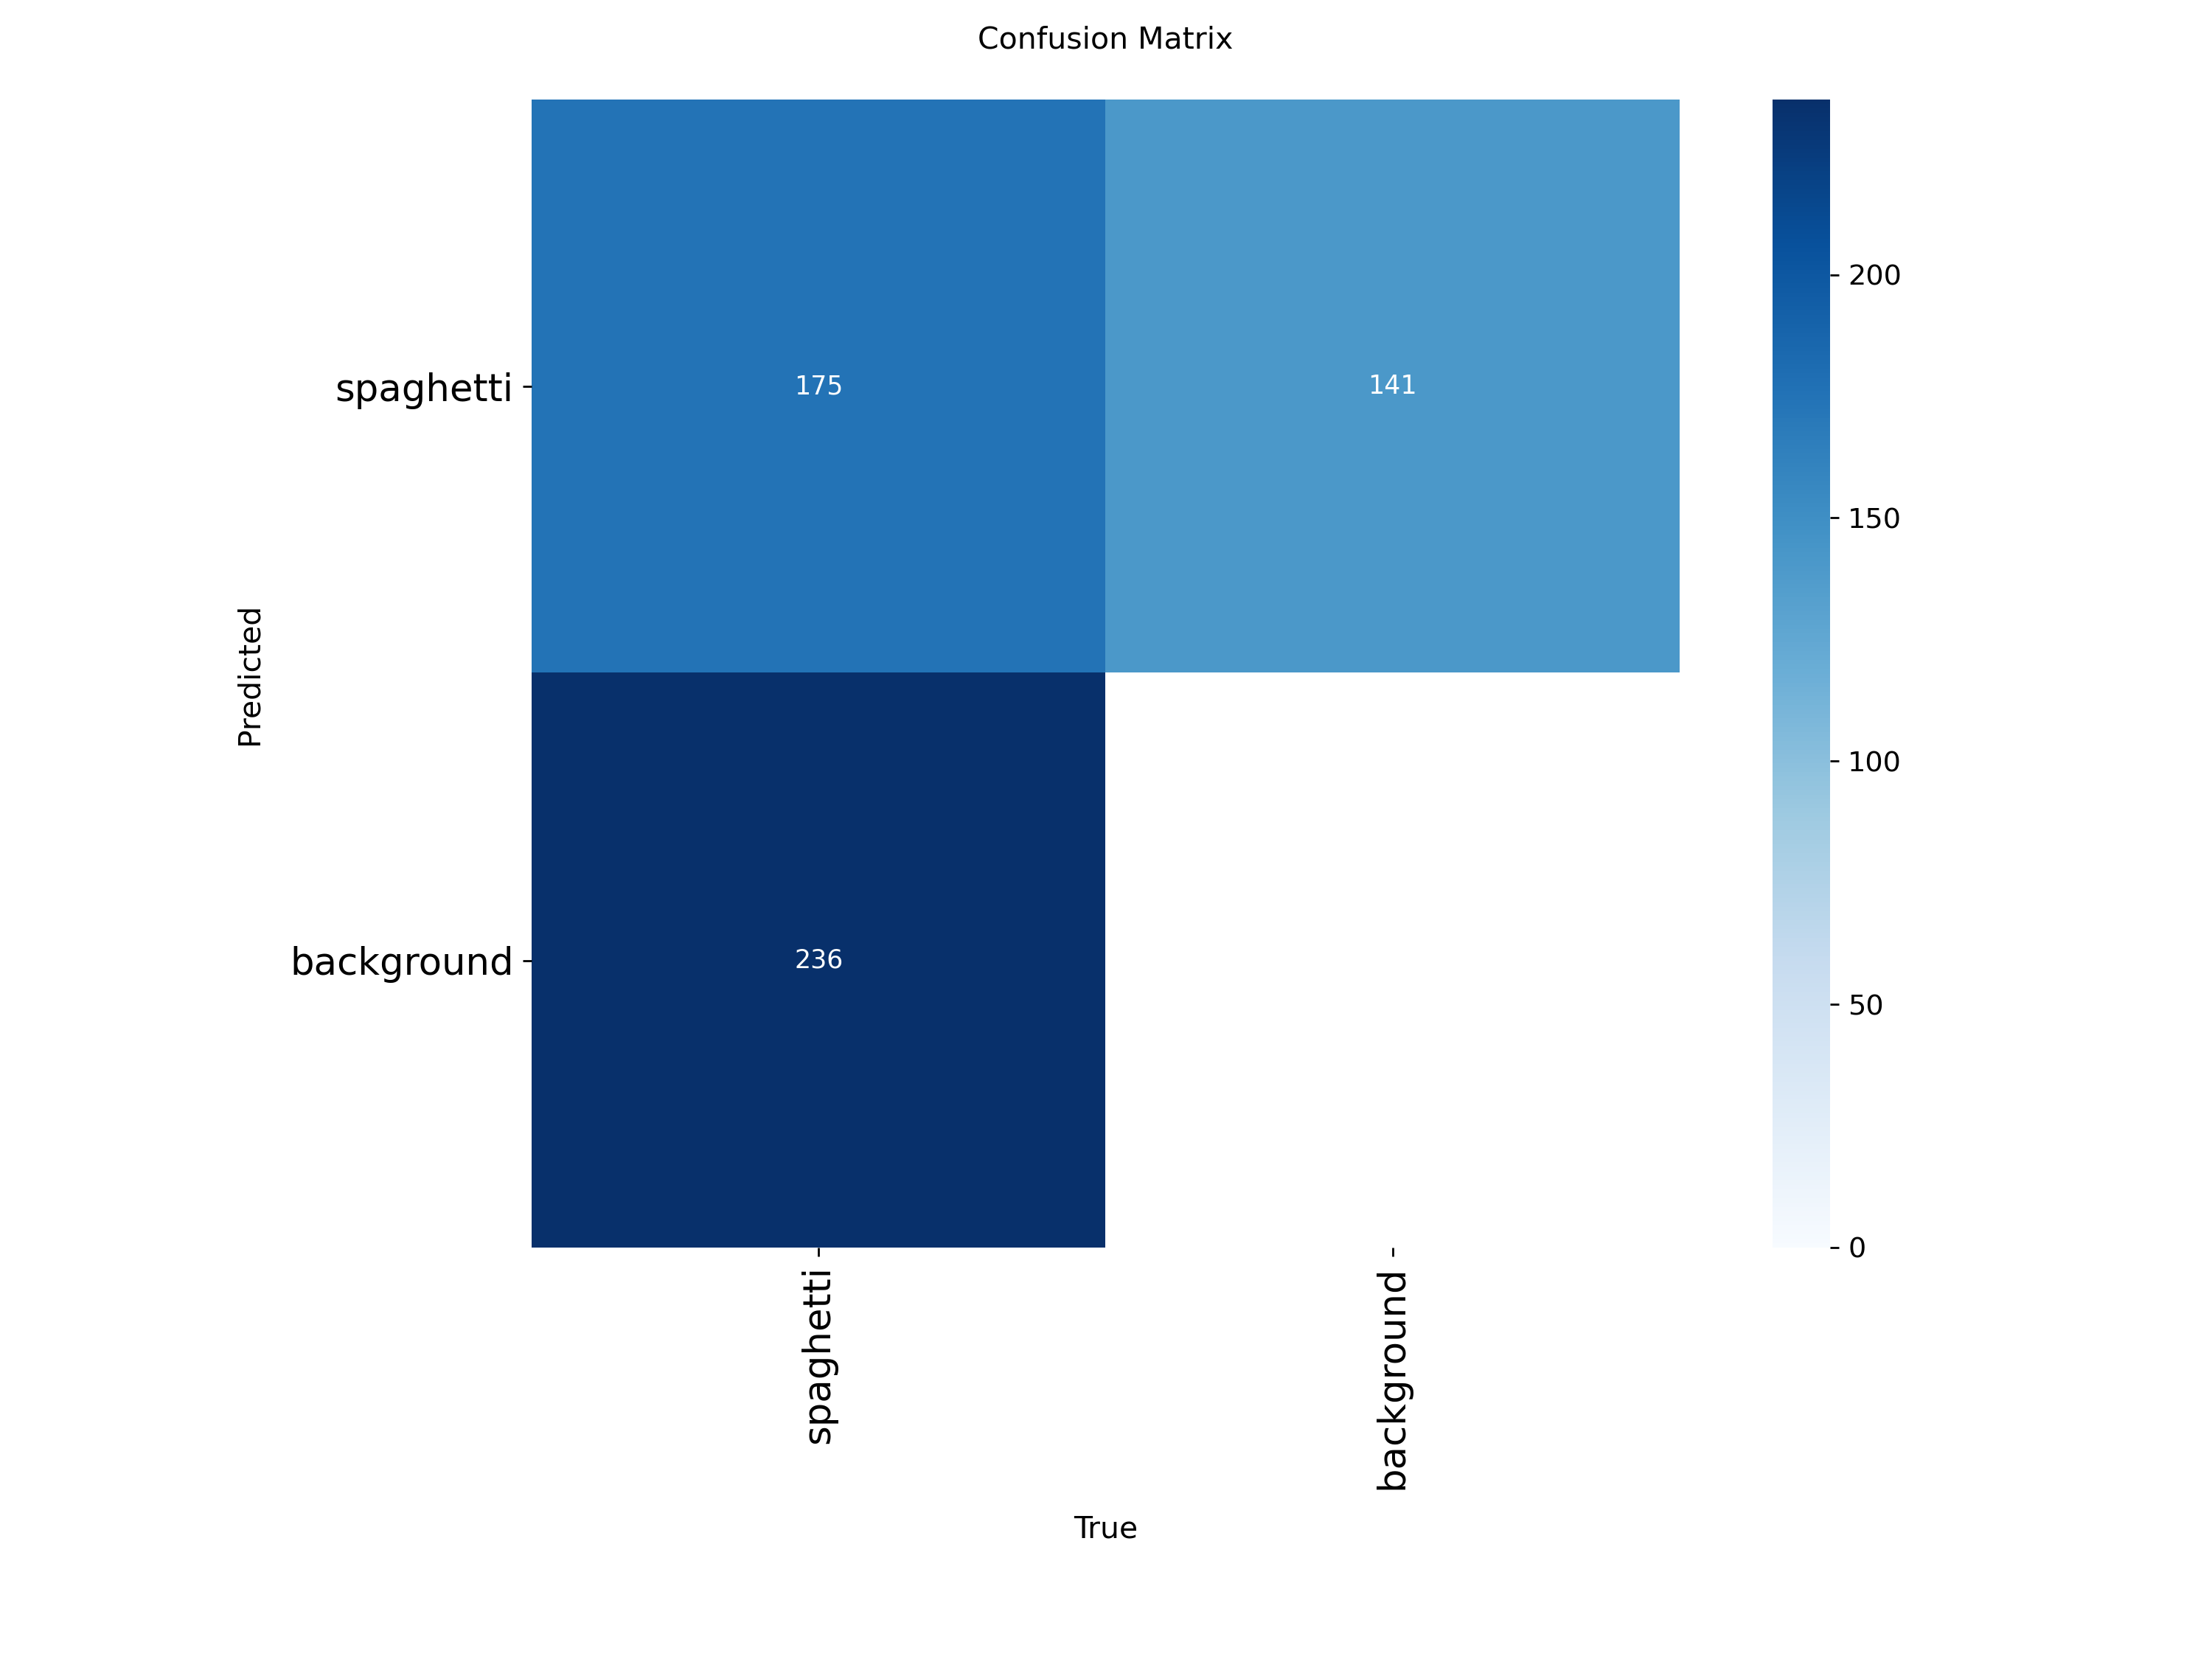 Confusion Matrix
spaghetti
175
141
200
150
Predicted
100
background
236
50
0
spaghetti
background
True